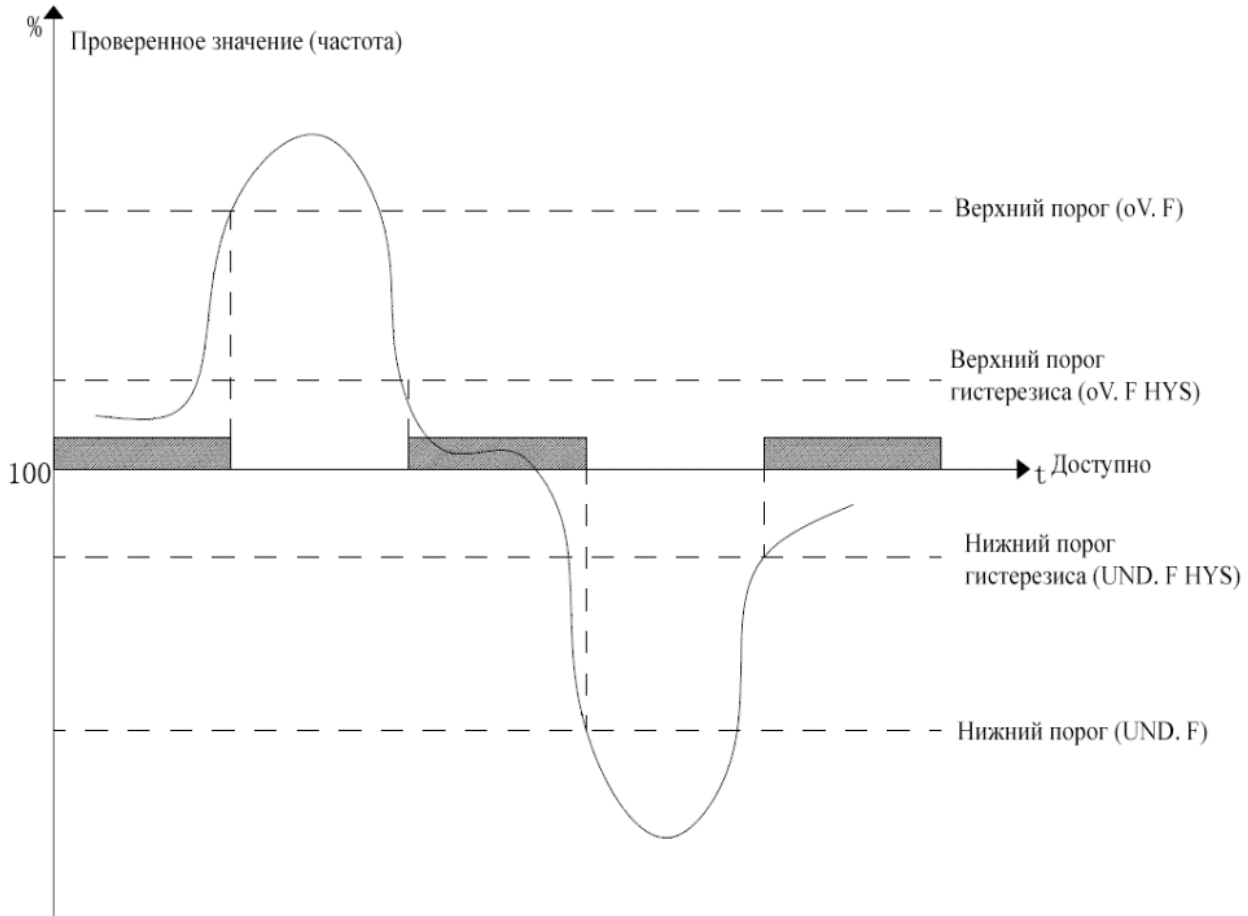 %
Проверенное значение (частота)
Верхний порог (oV. F)
Верхний порог
гистерезиса (oV. F HYS)
100
t Доступно
Нижний порог
гистерезиса (UND. F HYS)
Нижний порог (UND. F)